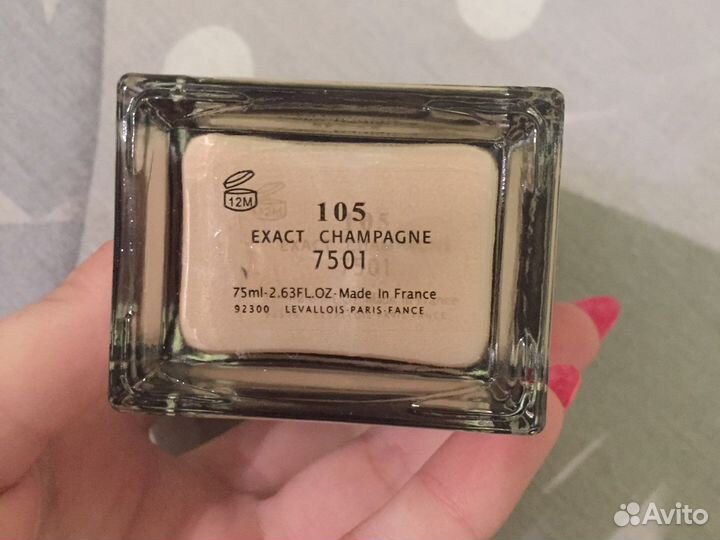 12M
105
EXACT CHAMPAGNE
7501
75ml-2.63FL.OZ-Made In France
92300 LEVALLOIS-PARIS-FANCE
Avito